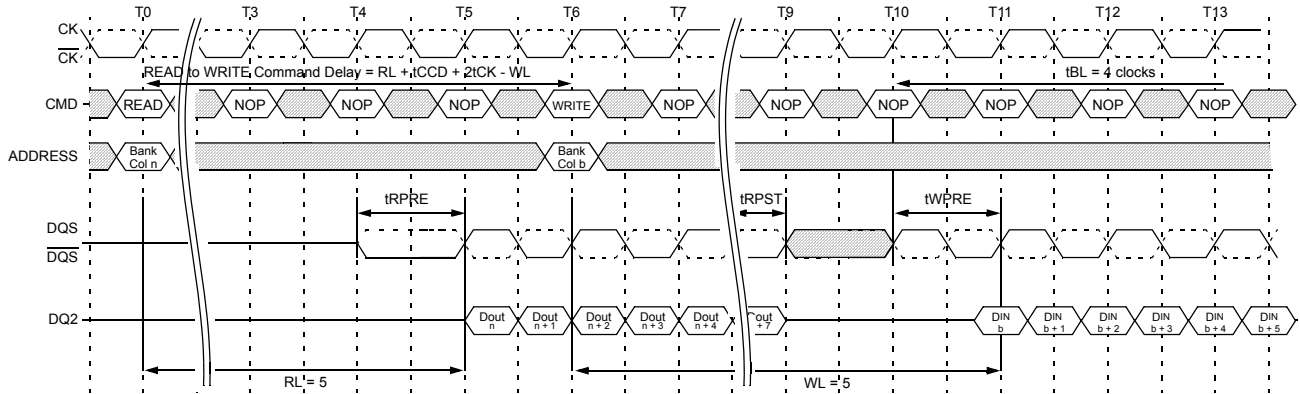 T0 T3 T4 T5 T6 T7 T9 T10 T11 T12 T13
CK
CK
READ to WRITE Command Delay = RL + tCCD + 2tCK - WL
tBL = 4 clocks
CMD READ NOP NOP NOP WRITE NOP NOP NOP NOP NOP NOP
ADDRESS
Bank
Col n
Bank
Col b
tRPRE tRPST tWPRE
DQS
DQS
DQ2
Dout
n
Dout
n + 1
Dout
n + 2
Dout
n + 3
Dout
n + 4
out
+ 7
DIN
b
DIN
b + 1
DIN
b + 2
DIN
b + 3
DIN
b + 4
DIN
b + 5
RL = 5
WL = 5